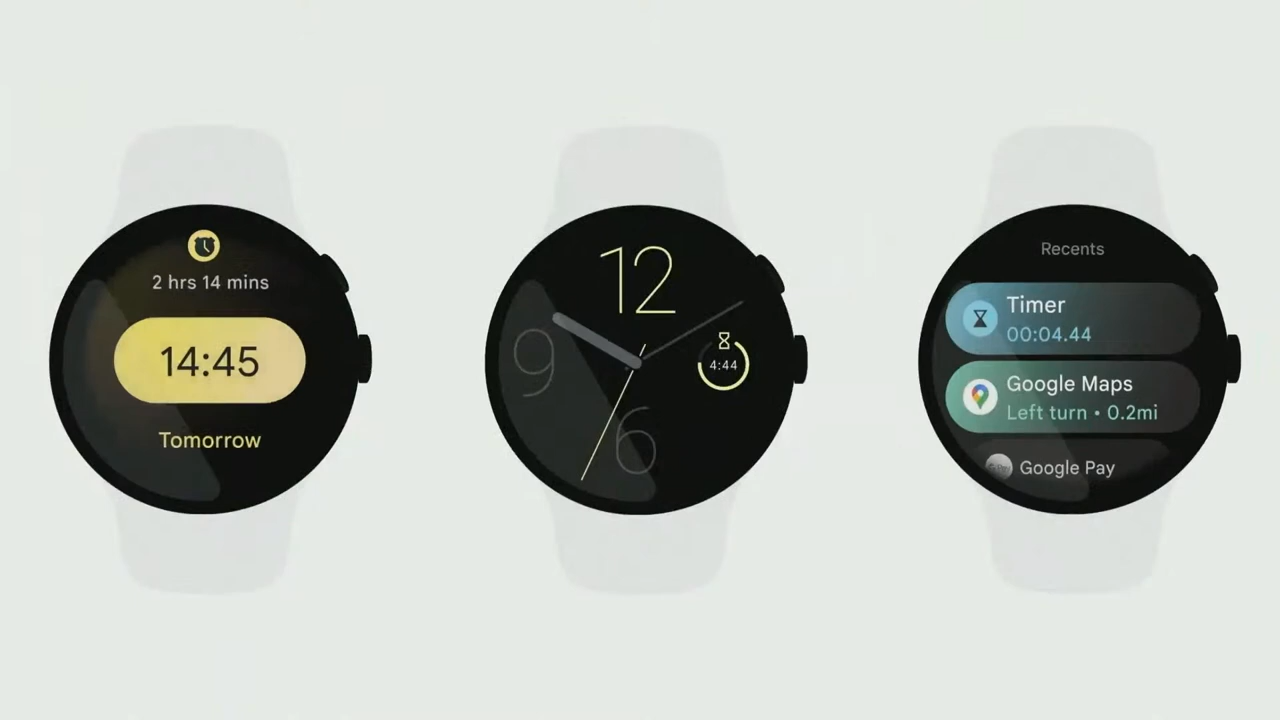 2 hrs 14 mins
14:45
Tomorrow
12
9
4:44
6
Recents
Timer
00:04.44
Google Maps
Left turn • 0.2mi
Google Pay